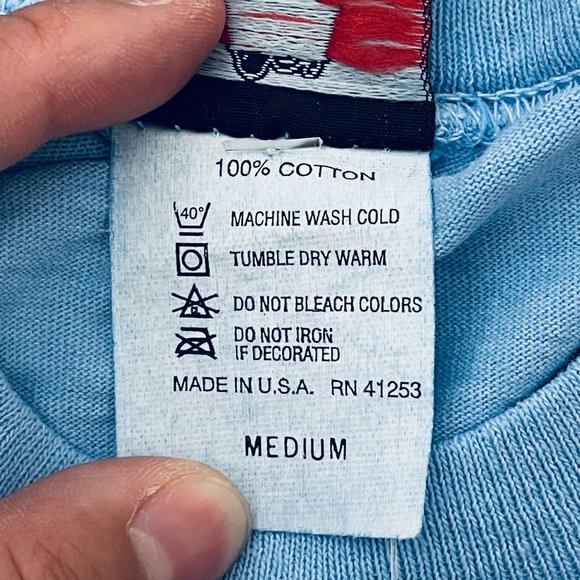 100% COTTON
40° MACHINE WASH COLD
TUMBLE DRY WARM
DO NOT BLEACH COLORS
DO NOT IRON
IF DECORATED
MADE IN U.S.A. RN 41253
MEDIUM